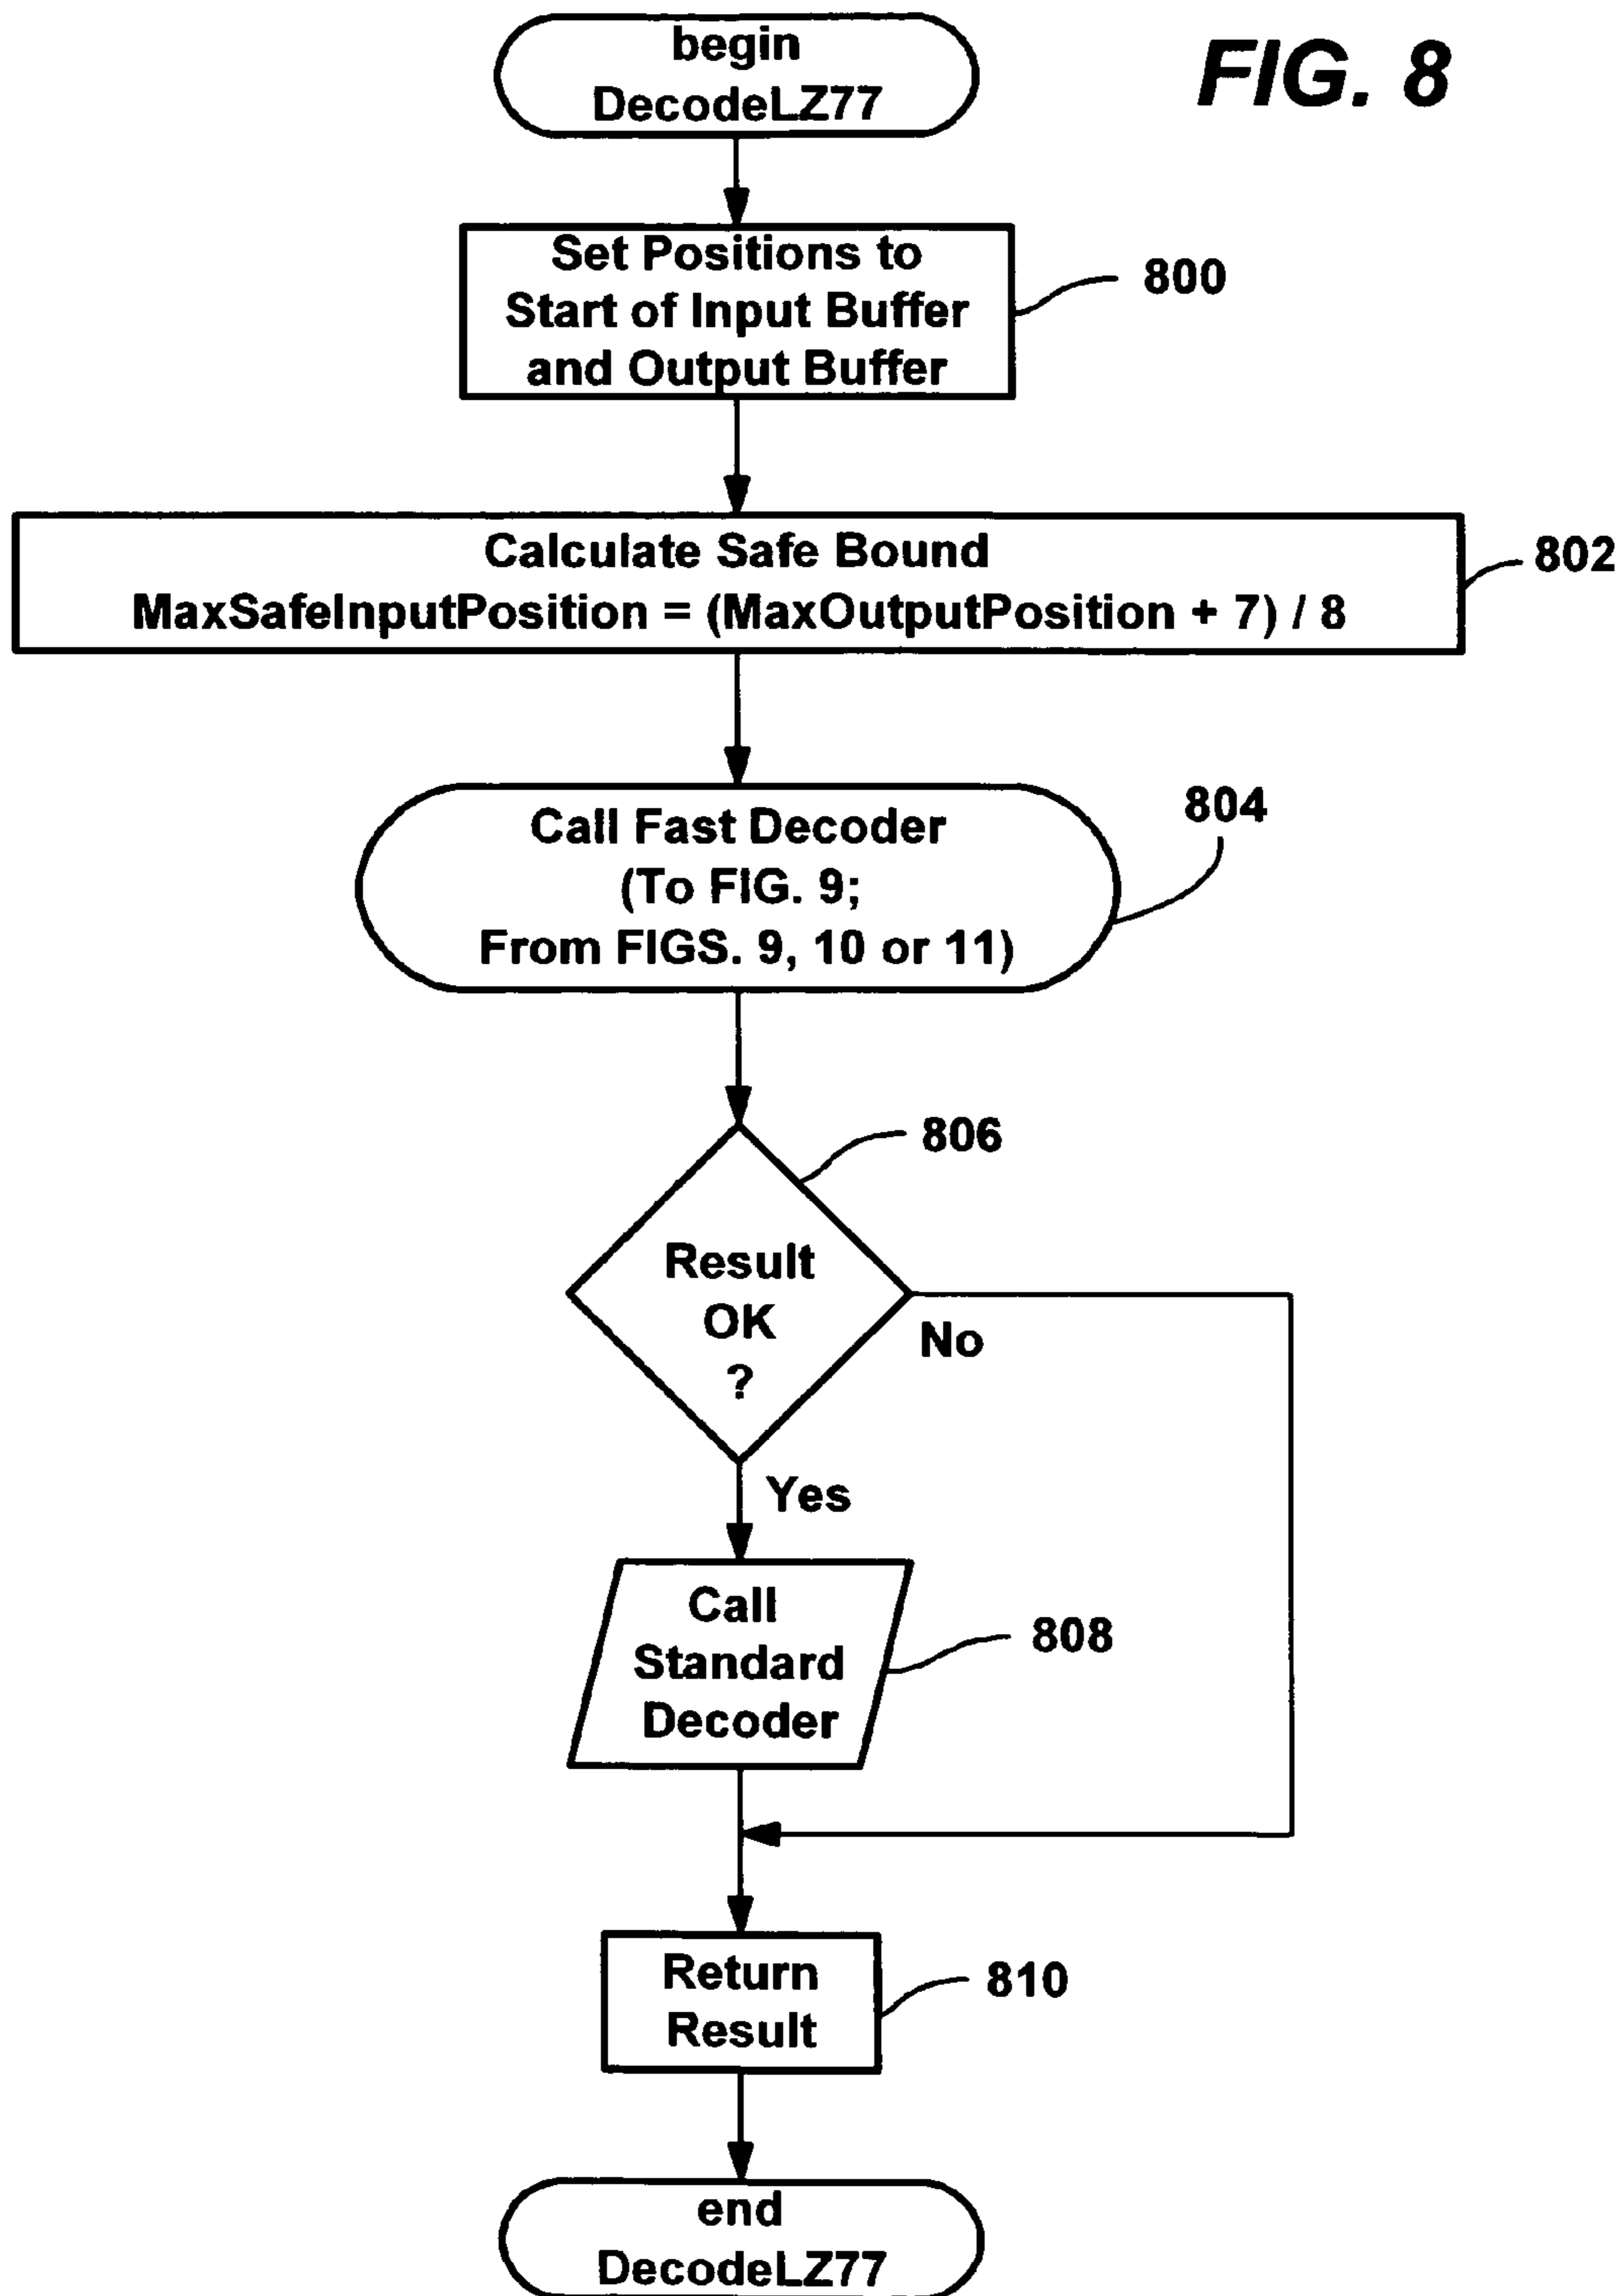 begin
DecodeLZ77
FIG. 8
Set Positions to
Start of Input Buffer
and Output Buffer
800
Calculate Safe Bound
MaxSafeInputPosition = (MaxOutputPosition + 7) / 8
802
Call Fast Decoder
(To FIG. 9;
From FIGS. 9, 10 or 11)
804
806
Result
OK
?
No
Yes
Call
Standard
Decoder
808
Return
Result
810
end
DecodeLZ77